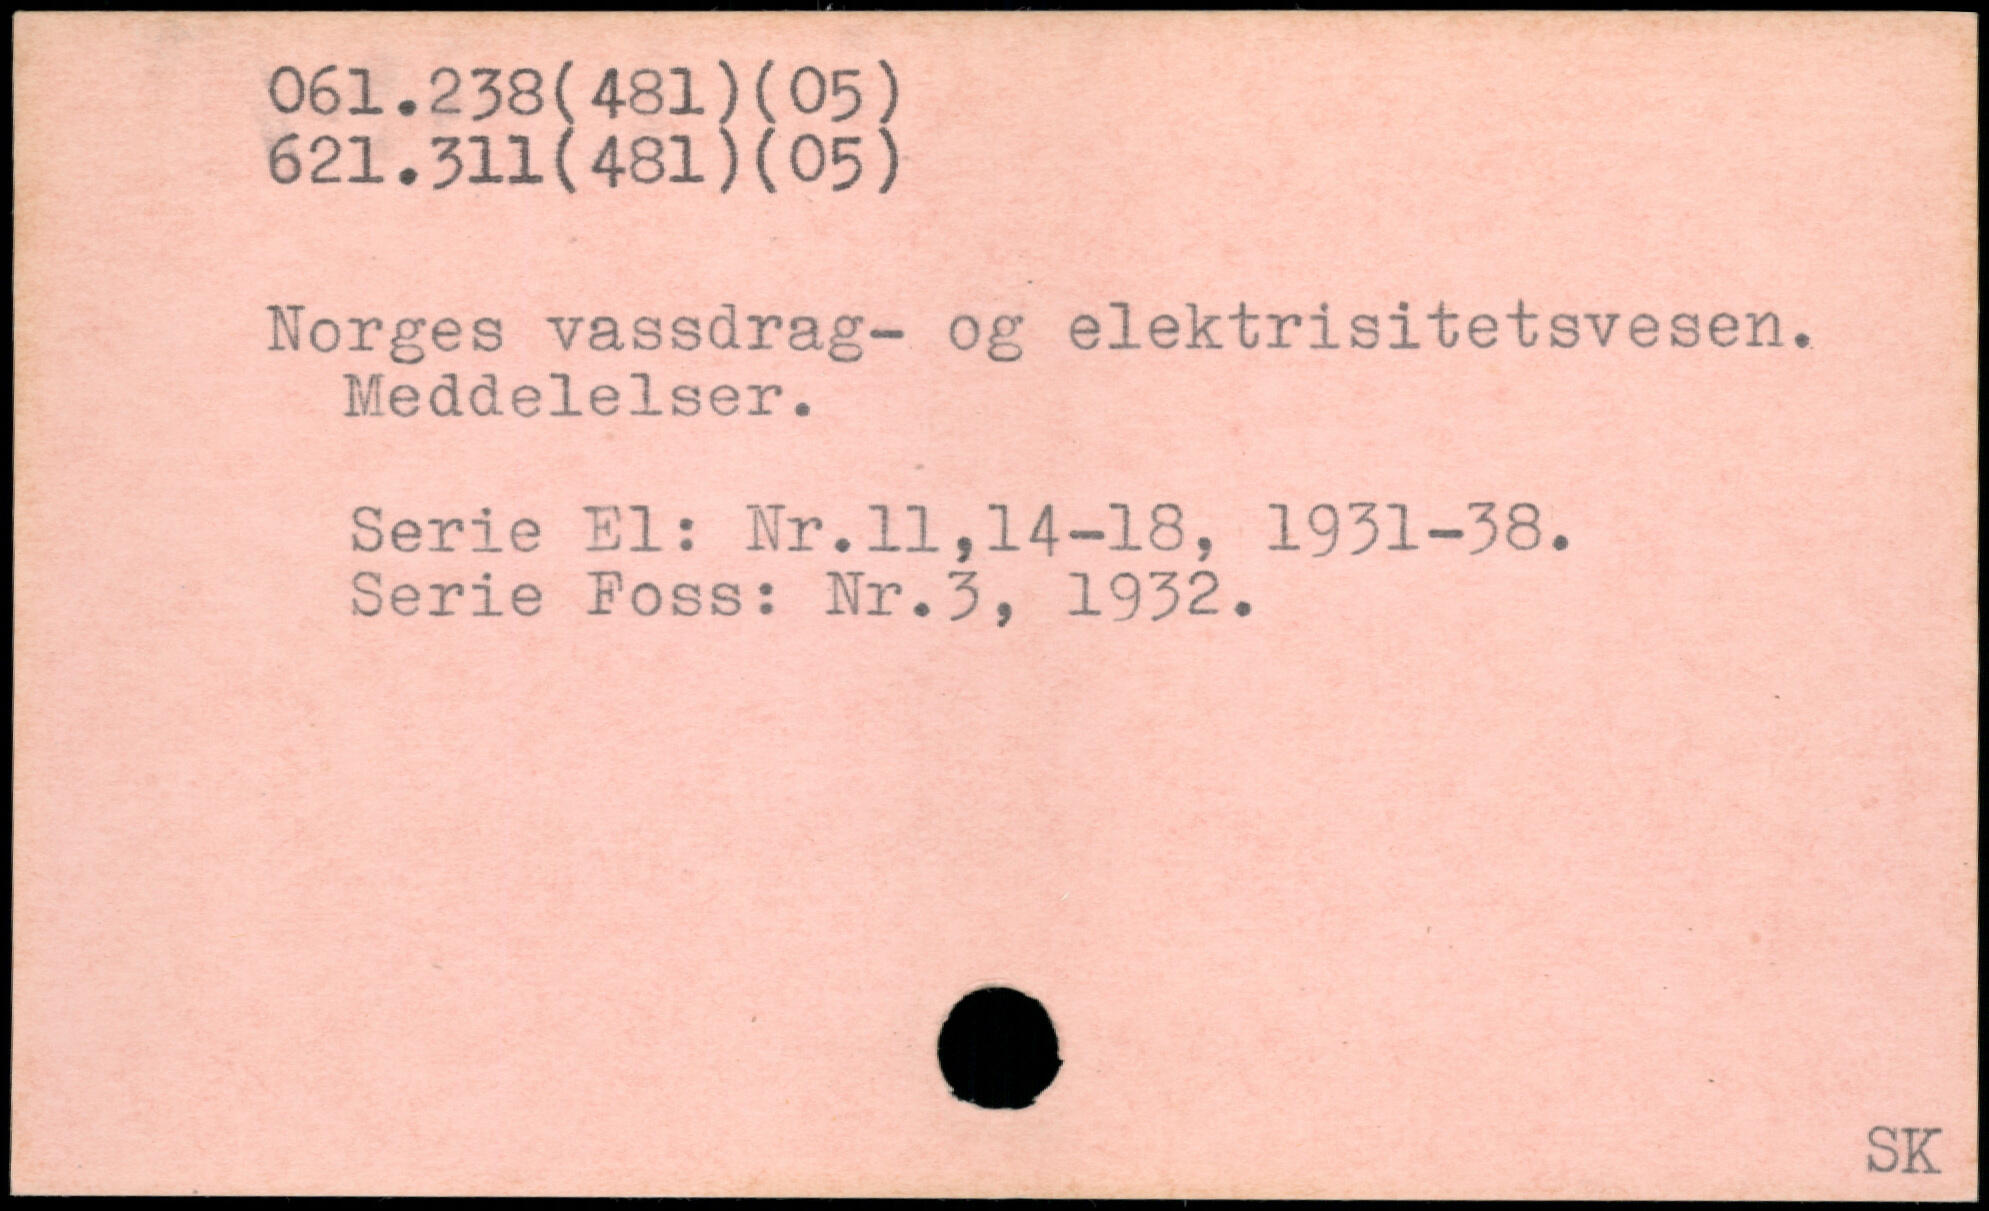 061.238(481)(05)
621.311(481)(05)
Norges vassdrag- og elektrisitetsvesen.
Meddelelser.
Serie El: Nr.11,14-18, 1931-38.
Serie Foss: Nr.3, 1932.
SK